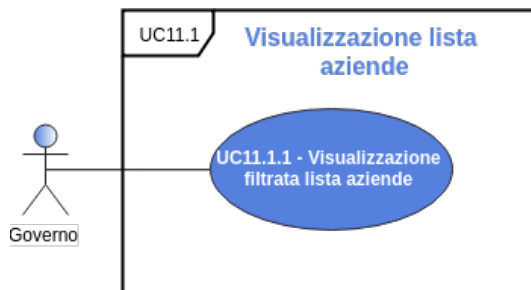 UC11.1
Visualizzazione lista
aziende
UC11.1.1 - Visualizzazione
filtrata lista aziende
Governo